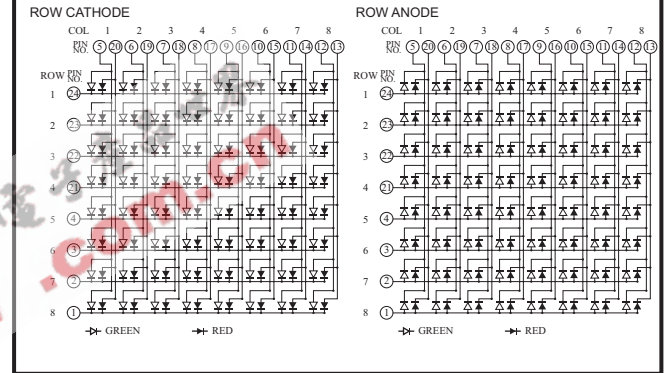 ROW CATHODE
COL 1 2 3 4 5 6 7 8
PIN NO. 5 20 6 19 7 18 8 17 9 16 10 15 11 14 12 13
ROW PIN NO.
1 24
2 23
3 22
4 21
5 4
6 3
7 2
8 1
GREEN RED
ROW ANODE
COL 1 2 3 4 5 6 7 8
PIN NO. 5 20 6 19 7 18 8 17 9 16 10 15 11 14 12 13
ROW PIN NO.
1 24
2 23
3 22
4 21
5 4
6 3
7 2
8 1
GREEN RED
.com.cn